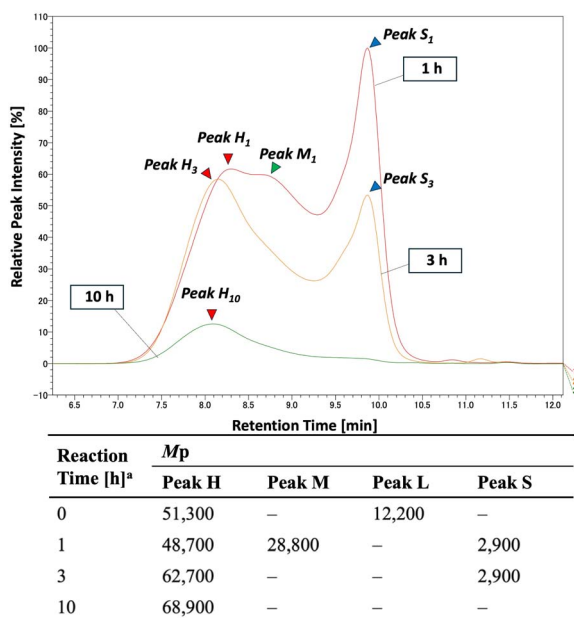 110
100
90
80
70
60
50
40
30
20
10
0
-10
Relative Peak Intensity [%]
Peak S1
1 h
Peak H1
Peak M1
Peak H3
Peak S3
3 h
10 h
Peak H10
6.5 7.0 7.5 8.0 8.5 9.0 9.5 10.0 10.5 11.0 11.5 12.0
Retention Time [min]
Reaction Time [h]a Mp
Peak H Peak M Peak L Peak S
0 51,300 – 12,200 –
1 48,700 28,800 – 2,900
3 62,700 – – 2,900
10 68,900 – – –